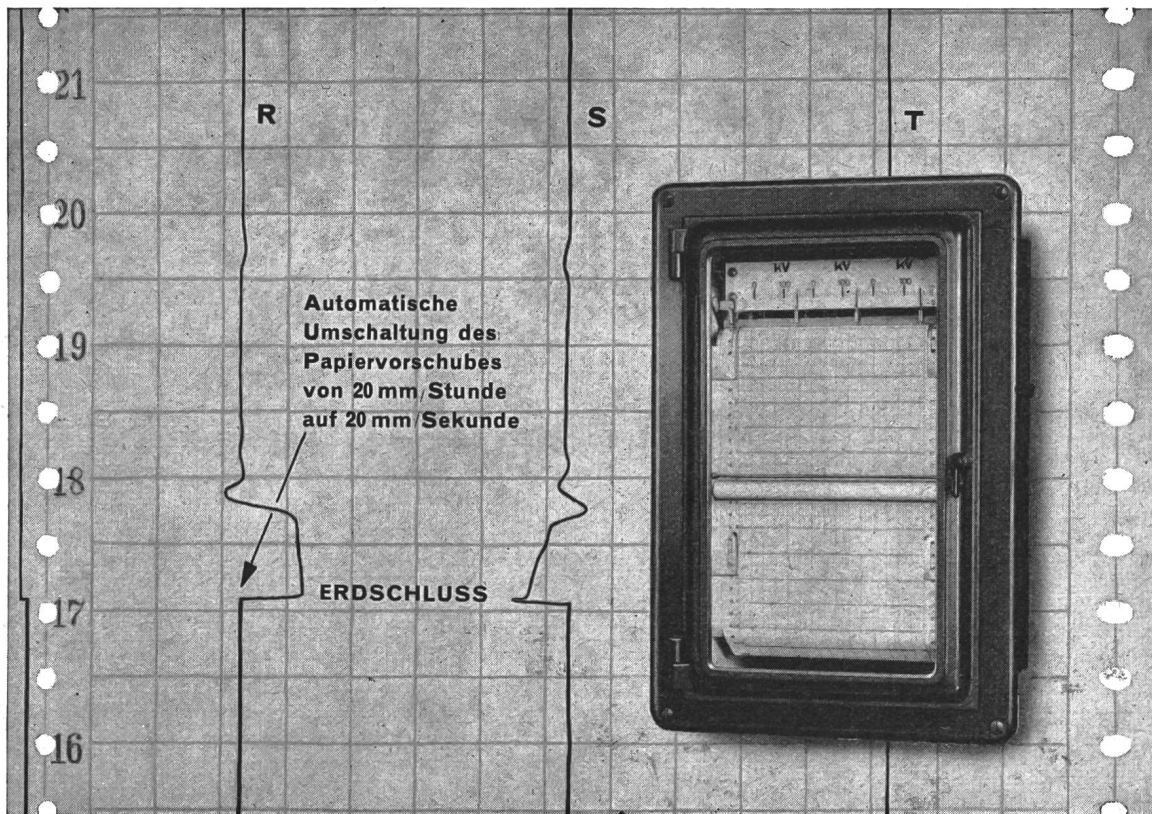 21
R S T
20
kV kV kV
Automatische
Umschaltung des
Papiervorschubes
von 20 mm/Stunde
auf 20 mm/Sekunde
19
18
ERDSCHLUSS
17
16